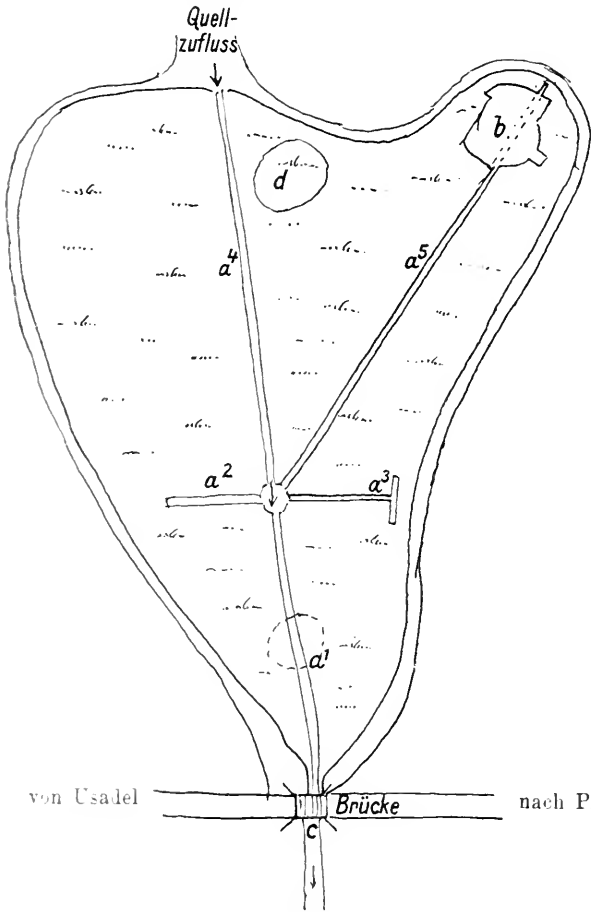 Quell-
zufluss
b
d
a⁴
a⁵
a²
a³
a¹
von Usadel
Brücke
nach P
c